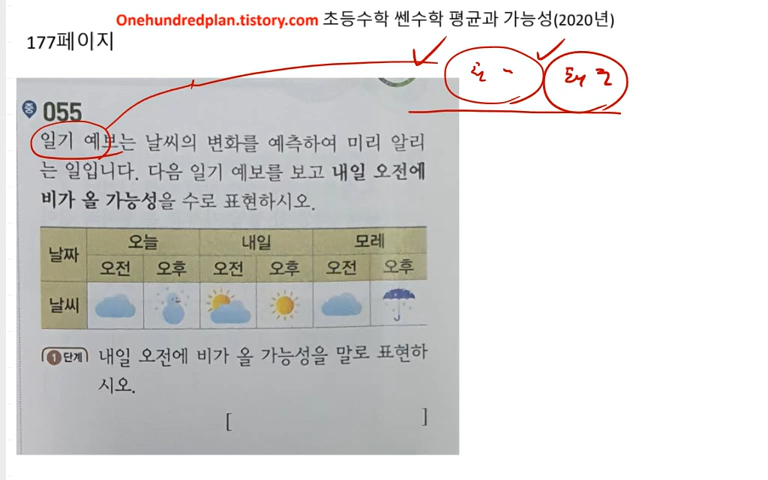 Onehundredplan.tistory.com 초등수학 쎈수학 평균과 가능성(2020년)
177페이지
중 055
일기 예보는 날씨의 변화를 예측하여 미리 알리
는 일입니다. 다음 일기 예보를 보고 내일 오전에
비가 올 가능성을 수로 표현하시오.
날짜 오늘 내일 모레
오전 오후 오전 오후 오전 오후
날씨
1단계 내일 오전에 비가 올 가능성을 말로 표현하
시오.
[ ]